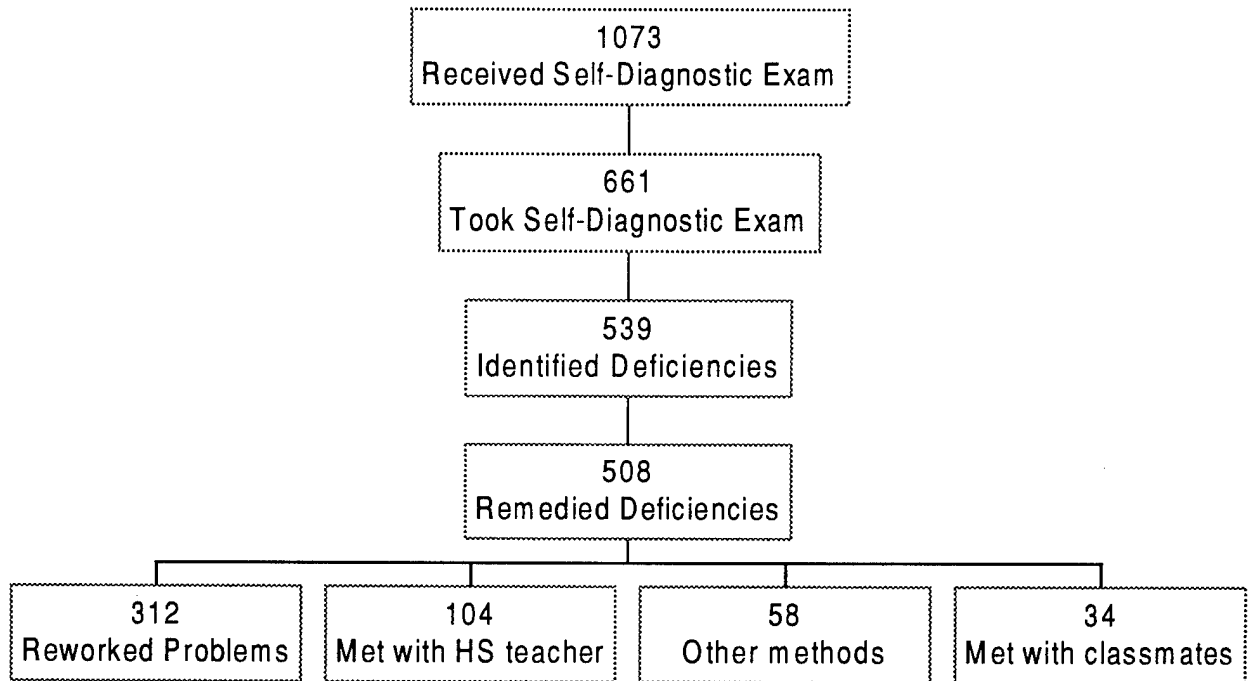 1073
Received Self-Diagnostic Exam
661
Took Self-Diagnostic Exam
539
Identified Deficiencies
508
Remedied Deficiencies
312
Reworked Problems
104
Met with HS teacher
58
Other methods
34
Met with classmates